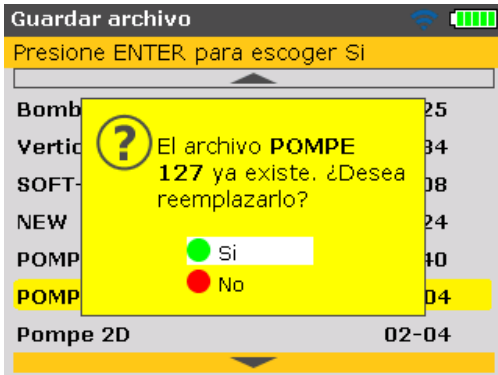 Guardar archivo
Presione ENTER para escoger Si
Bomb 25
Vertic 34
SOFT- 08
NEW 24
POMP 40
POMP 04
Pompe 2D 02-04
?
El archivo POMPE
127 ya existe. ¿Desea
reemplazarlo?
Si
No